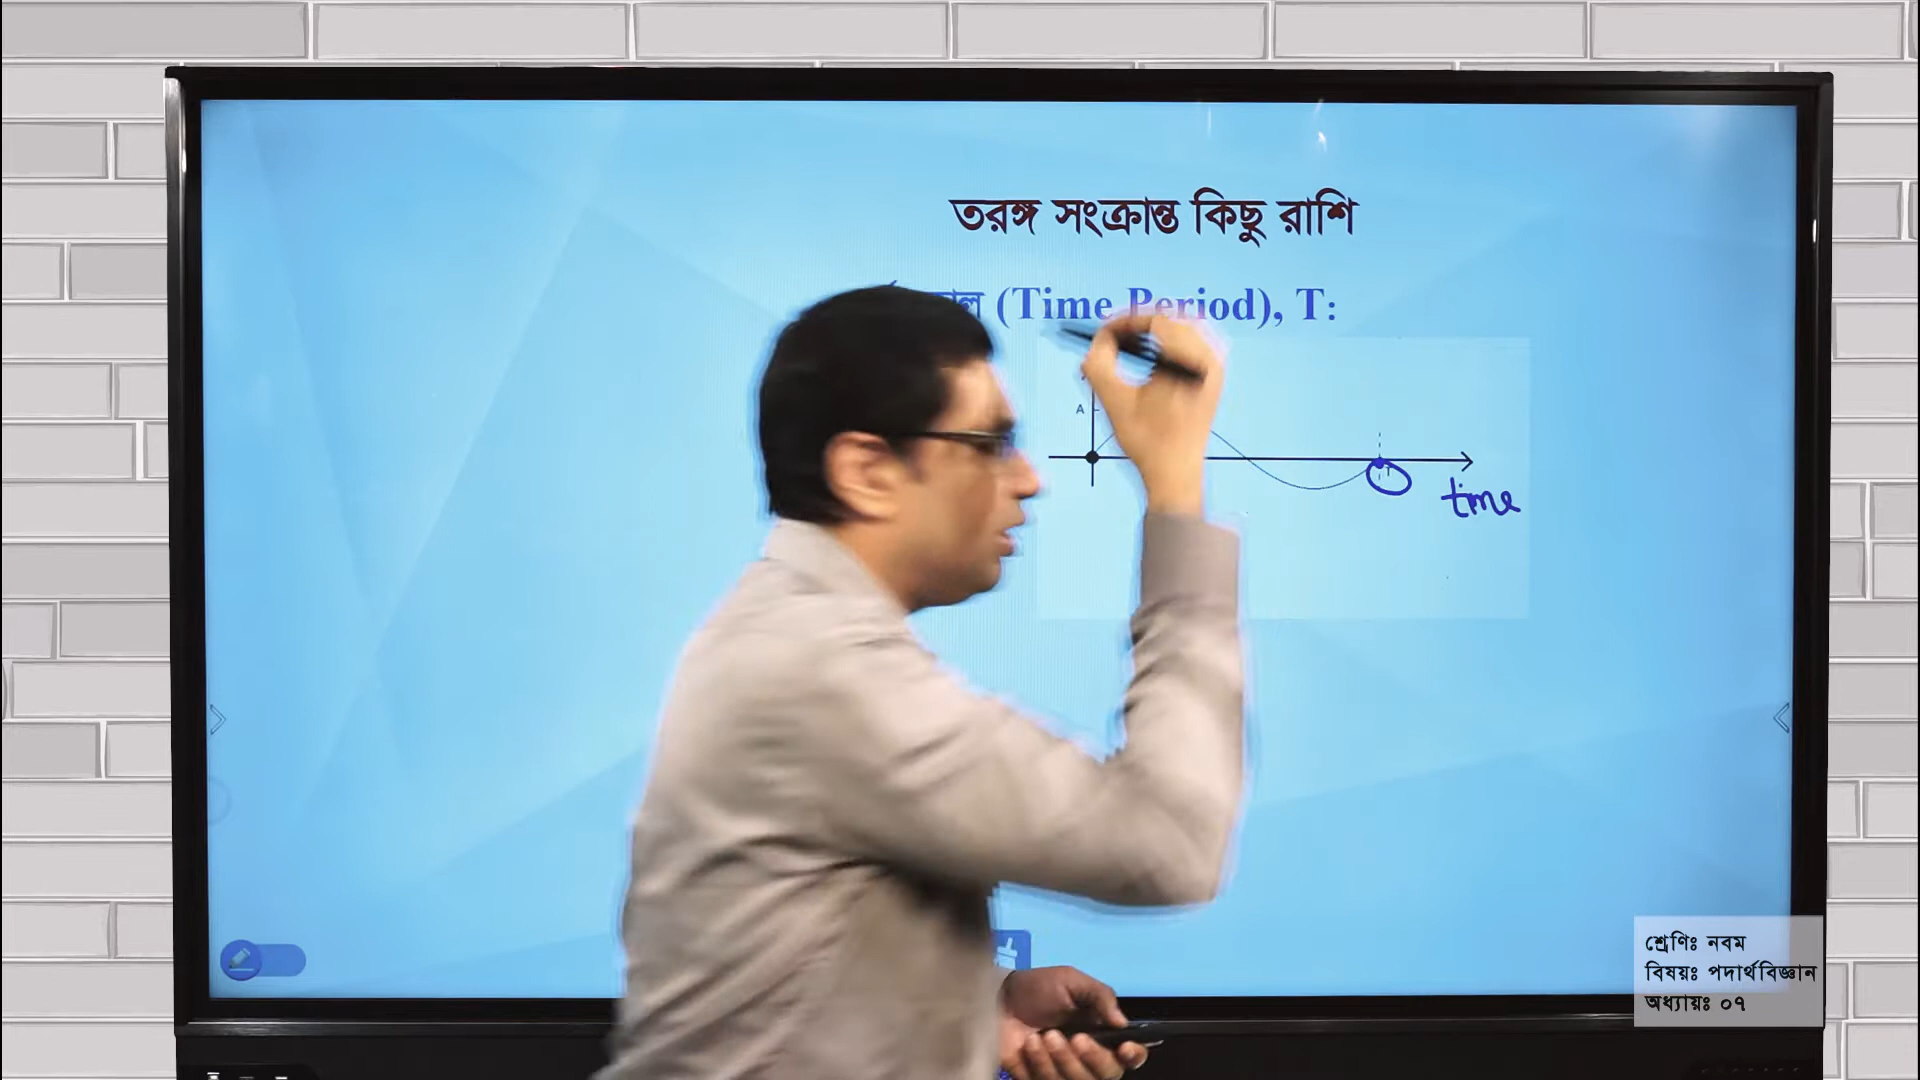 তরঙ্গ সংক্রান্ত কিছু রাশি
(Time Period), T:
A
T
time
শ্রেণিঃ নবম
বিষয়ঃ পদার্থবিজ্ঞান
অধ্যায়ঃ ০৭